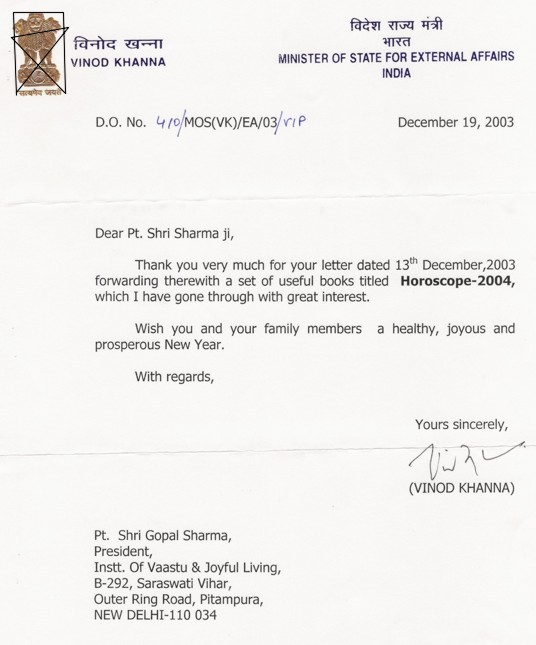 सत्यमेव जयते
विनोद खन्ना
VINOD KHANNA
विदेश राज्य मंत्री
भारत
MINISTER OF STATE FOR EXTERNAL AFFAIRS
INDIA
D.O. No. 410/MOS(VK)/EA/03/VIP
December 19, 2003
Dear Pt. Shri Sharma ji,
Thank you very much for your letter dated 13th December,2003
forwarding therewith a set of useful books titled Horoscope-2004,
which I have gone through with great interest.
Wish you and your family members a healthy, joyous and
prosperous New Year.
With regards,
Yours sincerely,
(VINOD KHANNA)
Pt. Shri Gopal Sharma,
President,
Instt. Of Vaastu & Joyful Living,
B-292, Saraswati Vihar,
Outer Ring Road, Pitampura,
NEW DELHI-110 034